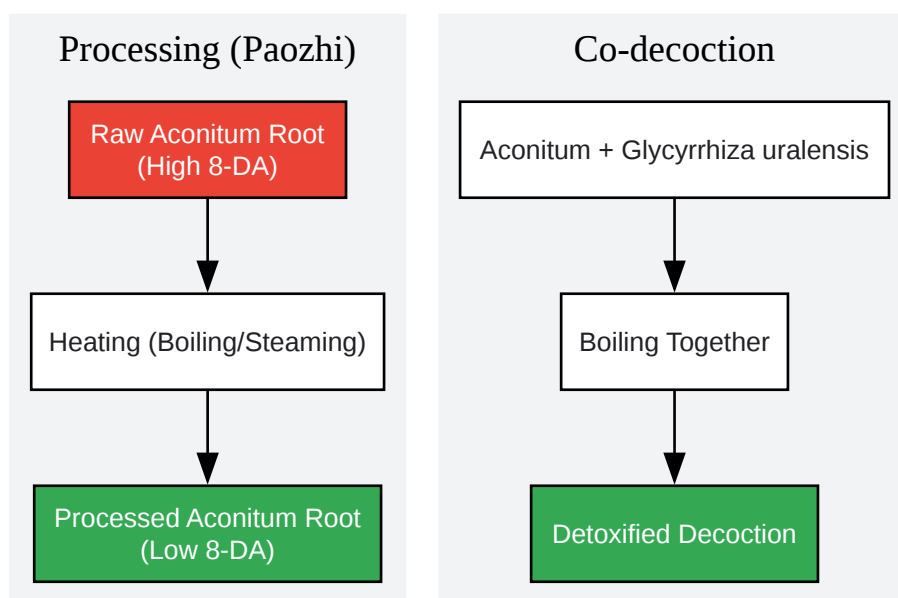 Processing (Paozhi)
Raw Aconitum Root
(High 8-DA)
Heating (Boiling/Steaming)
Processed Aconitum Root
(Low 8-DA)
Co-decoction
Aconitum + Glycyrrhiza uralensis
Boiling Together
Detoxified Decoction